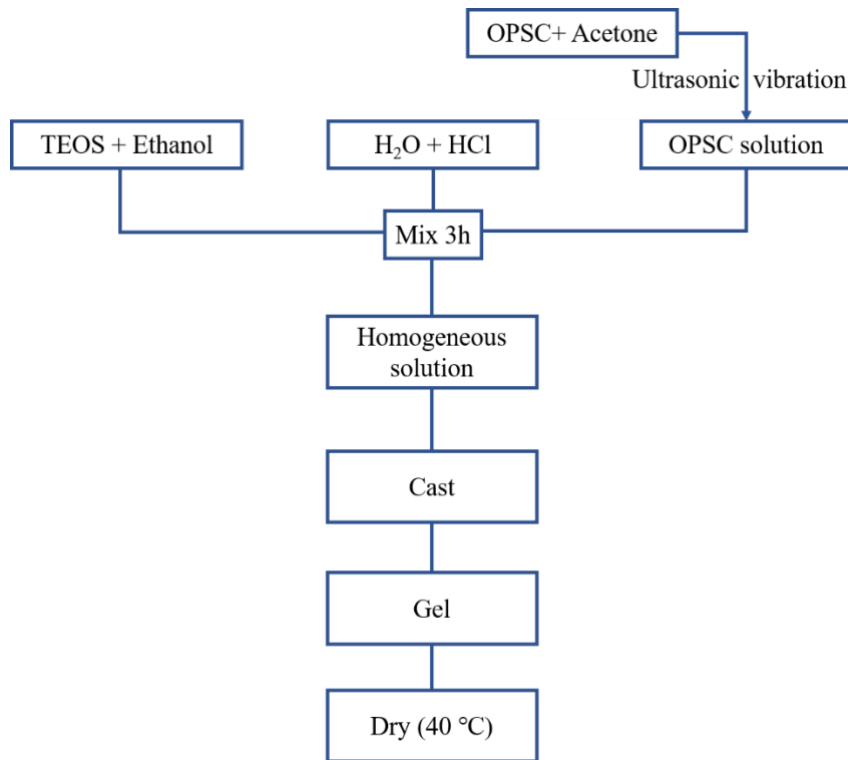 OPSC+ Acetone
Ultrasonic vibration
TEOS + Ethanol
H₂O + HCl
OPSC solution
Mix 3h
Homogeneous
solution
Cast
Gel
Dry (40 °C)